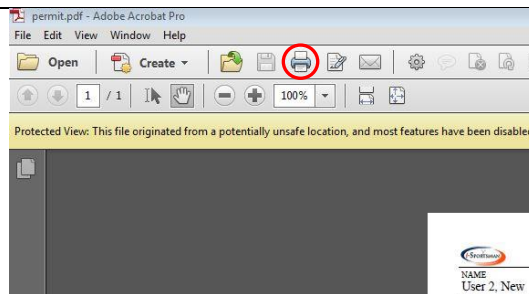 permit.pdf - Adobe Acrobat Pro
File Edit View Window Help
Open Create
1 / 1 100%
Protected View: This file originated from a potentially unsafe location, and most features have been disable
i-Sportsman
NAME
User 2, New